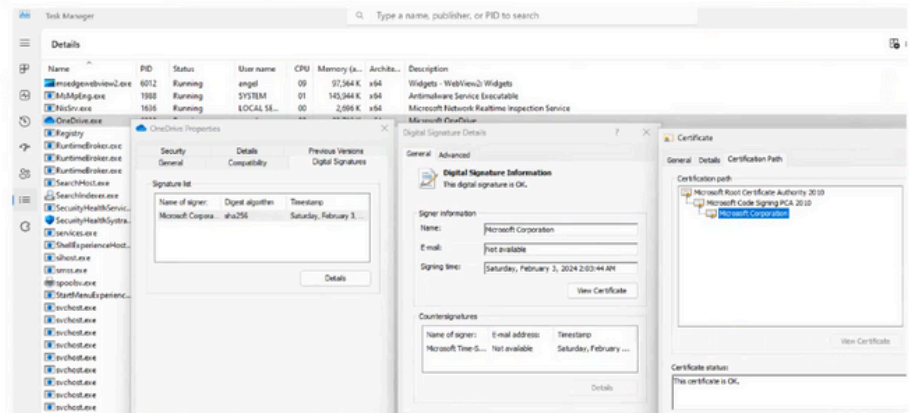 Task Manager
Type a name, publisher, or PID to search
Details
Name PID Status User name CPU Memory (a... Archite... Description
msedgewebview2.exe 6012 Running angel 09 97,564 K x64 Widgets - WebView2: Widgets
MsMpEng.exe 1988 Running SYSTEM 01 145,944 K x64 Antimalware Service Executable
NisSrv.exe 1636 Running LOCAL SE... 00 2,696 K x64 Microsoft Network Realtime Inspection Service
OneDrive.exe Microsoft OneDrive
Registry
RuntimeBroker.exe
RuntimeBroker.exe
RuntimeBroker.exe
SearchHost.exe
SearchIndexer.exe
SecurityHealthServic...
SecurityHealthSystra...
services.exe
ShellExperienceHost...
sihost.exe
smss.exe
spoolsv.exe
StartMenuExperienc...
svchost.exe
svchost.exe
svchost.exe
svchost.exe
svchost.exe
svchost.exe
svchost.exe
svchost.exe
OneDrive Properties
Security Details Previous Versions
General Compatibility Digital Signatures
Signature list
Name of signer: Digest algorithm Timestamp
Microsoft Corpora... sha256 Saturday, February 3, ...
Details
Digital Signature Details
General Advanced
Digital Signature Information
This digital signature is OK.
Signer information
Name: Microsoft Corporation
E-mail: Not available
Signing time: Saturday, February 3, 2024 2:03:44 AM
View Certificate
Countersignatures
Name of signer: E-mail address: Timestamp
Microsoft Time-S... Not available Saturday, February ...
Details
Certificate
General Details Certification Path
Certification path
Microsoft Root Certificate Authority 2010
Microsoft Code Signing PCA 2010
Microsoft Corporation
View Certificate
Certificate status:
This certificate is OK.